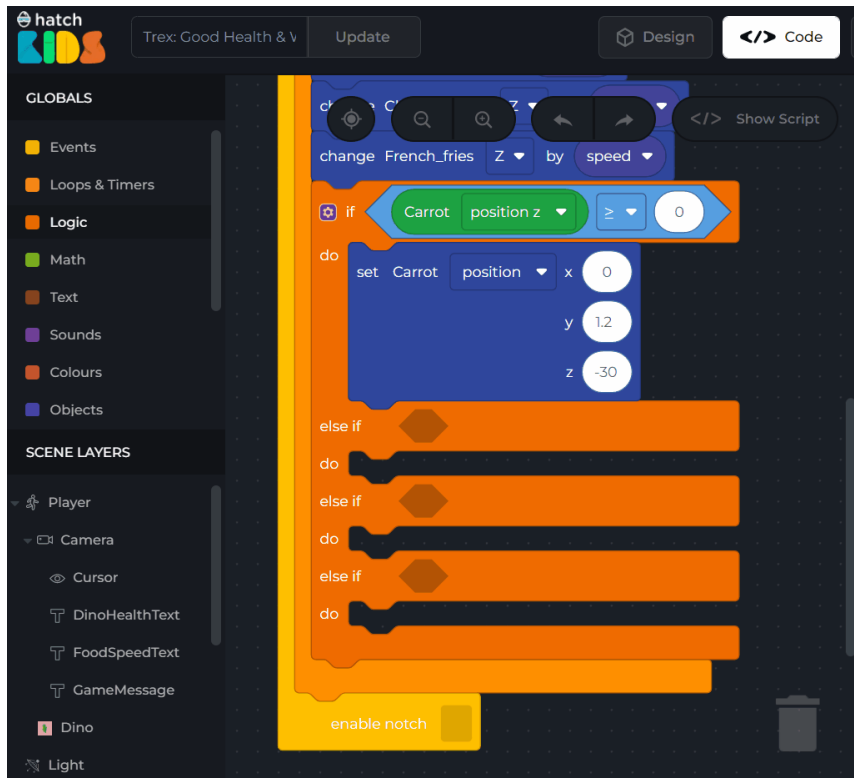 hatch
KIDS
Trex: Good Health & V
Update
Design
</> Code
GLOBALS
Events
Loops & Timers
Logic
Math
Text
Sounds
Colours
Objects
SCENE LAYERS
Player
Camera
Cursor
DinoHealthText
FoodSpeedText
GameMessage
Dino
Light
Z
</> Show Script
change French_fries Z by speed
if Carrot position z ≥ 0
do
set Carrot position x 0
y 1.2
z -30
else if
do
else if
do
else if
do
enable notch